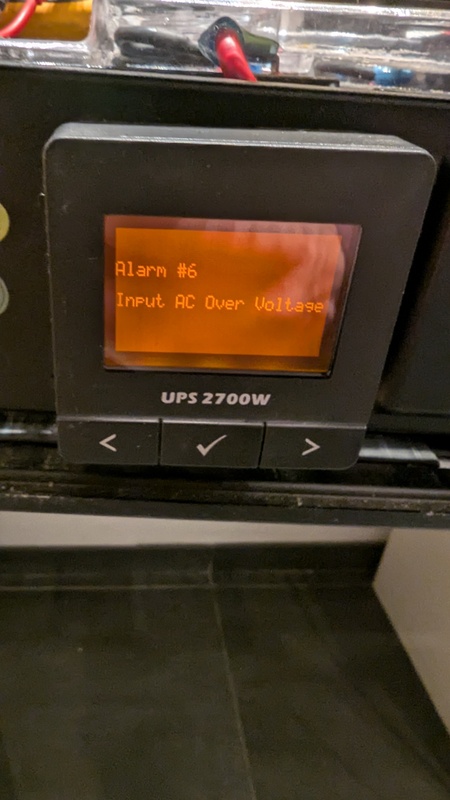 Alarm #6
Input AC Over Voltage
UPS 2700W